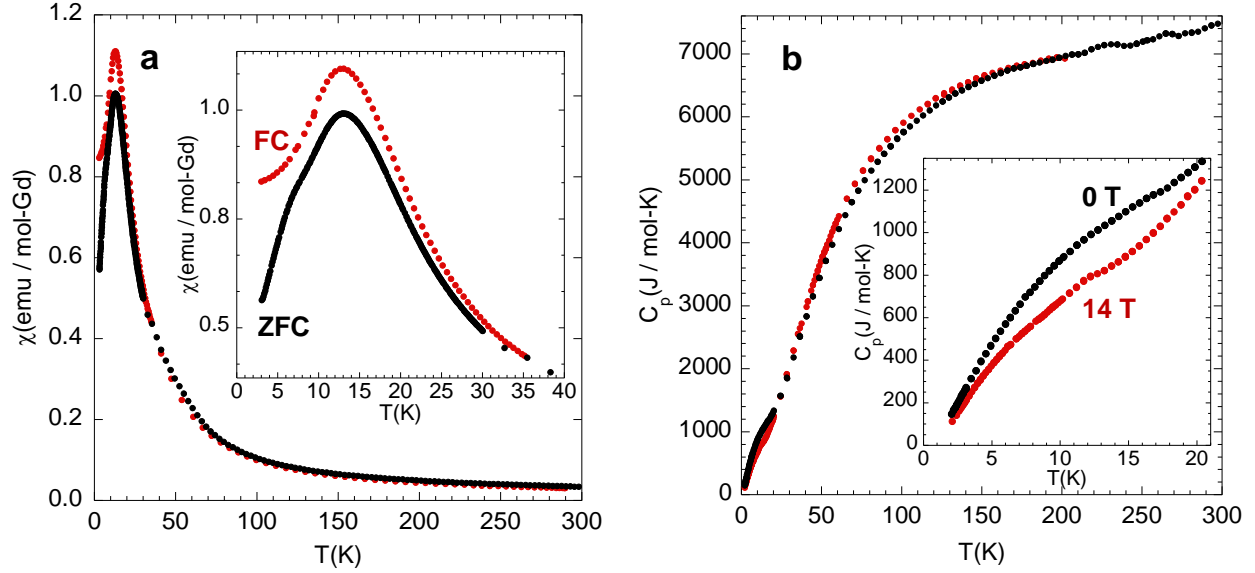 a
χ(emu / mol-Gd)
1.2
1.0
0.8
0.6
0.4
0.2
0.0
0 50 100 150 200 250 300
T(K)
χ(emu / mol-Gd)
1.0
0.8
0.5
FC
ZFC
0 5 10 15 20 25 30 35 40
T(K)
b
C_p(J / mol-K)
7000
6000
5000
4000
3000
2000
1000
0
0 50 100 150 200 250 300
T(K)
C_p(J / mol-K)
1200
1000
800
600
400
200
0
0 T
14 T
0 5 10 15 20
T(K)